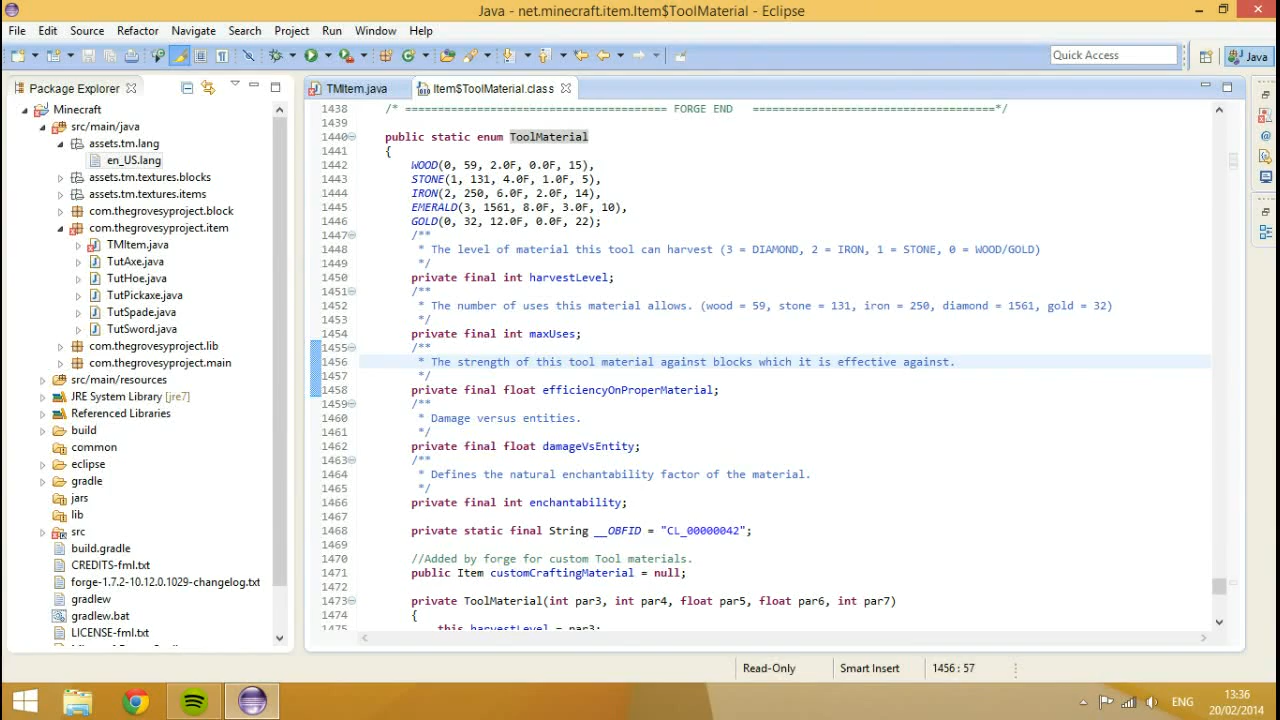 Java - net.minecraft.item.Item$ToolMaterial - Eclipse
File Edit Source Refactor Navigate Search Project Run Window Help
Quick Access
Java
Package Explorer
TMItem.java
Item$ToolMaterial.class
Minecraft
src/main/java
assets.tm.lang
en_US.lang
assets.tm.textures.blocks
assets.tm.textures.items
com.thegrovesyproject.block
com.thegrovesyproject.item
TMItem.java
TutAxe.java
TutHoe.java
TutPickaxe.java
TutSpade.java
TutSword.java
com.thegrovesyproject.lib
com.thegrovesyproject.main
src/main/resources
JRE System Library [jre7]
Referenced Libraries
build
common
eclipse
gradle
jars
lib
src
build.gradle
CREDITS-fml.txt
forge-1.7.2-10.12.0.1029-changelog.txt
gradlew
gradlew.bat
LICENSE-fml.txt
1438 /* ======================================== FORGE END =====================================*/
1439
1440 public static enum ToolMaterial
1441 {
1442 WOOD(0, 59, 2.0F, 0.0F, 15),
1443 STONE(1, 131, 4.0F, 1.0F, 5),
1444 IRON(2, 250, 6.0F, 2.0F, 14),
1445 EMERALD(3, 1561, 8.0F, 3.0F, 10),
1446 GOLD(0, 32, 12.0F, 0.0F, 22);
1447 /**
1448 * The level of material this tool can harvest (3 = DIAMOND, 2 = IRON, 1 = STONE, 0 = WOOD/GOLD)
1449 */
1450 private final int harvestLevel;
1451 /**
1452 * The number of uses this material allows. (wood = 59, stone = 131, iron = 250, diamond = 1561, gold = 32)
1453 */
1454 private final int maxUses;
1455 /**
1456 * The strength of this tool material against blocks which it is effective against.
1457 */
1458 private final float efficiencyOnProperMaterial;
1459 /**
1460 * Damage versus entities.
1461 */
1462 private final float damageVsEntity;
1463 /**
1464 * Defines the natural enchantability factor of the material.
1465 */
1466 private final int enchantability;
1467
1468 private static final String __OBFID = "CL_00000042";
1469
1470 //Added by forge for custom Tool materials.
1471 public Item customCraftingMaterial = null;
1472
1473 private ToolMaterial(int par3, int par4, float par5, float par6, int par7)
1474 {
1475 this.harvestLevel = par3;
Read-Only
Smart Insert
1456 : 57
ENG
13:36
20/02/2014